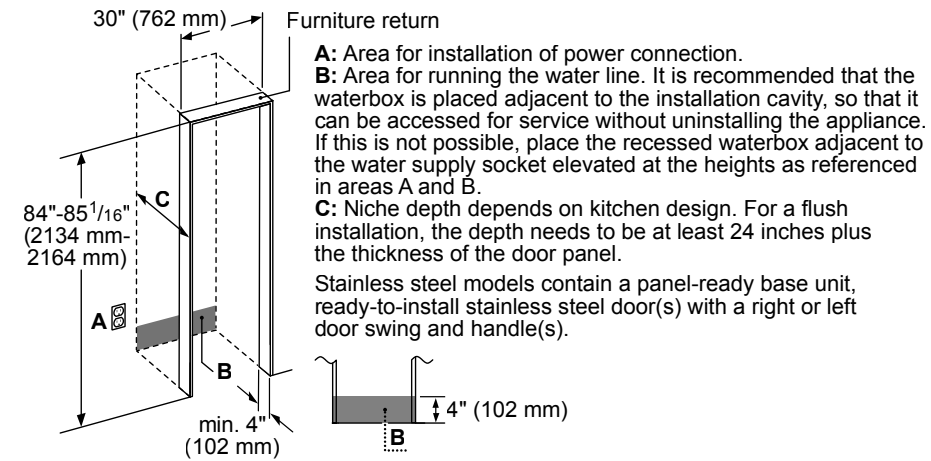 30" (762 mm)
Furniture return
A: Area for installation of power connection.
B: Area for running the water line. It is recommended that the
waterbox is placed adjacent to the installation cavity, so that it
can be accessed for service without uninstalling the appliance.
If this is not possible, place the recessed waterbox adjacent to
the water supply socket elevated at the heights as referenced
in areas A and B.
C: Niche depth depends on kitchen design. For a flush
installation, the depth needs to be at least 24 inches plus
the thickness of the door panel.
Stainless steel models contain a panel-ready base unit,
ready-to-install stainless steel door(s) with a right or left
door swing and handle(s).
C
84"-85 1/16"
(2134 mm-
2164 mm)
A
B
min. 4"
(102 mm)
4" (102 mm)
B